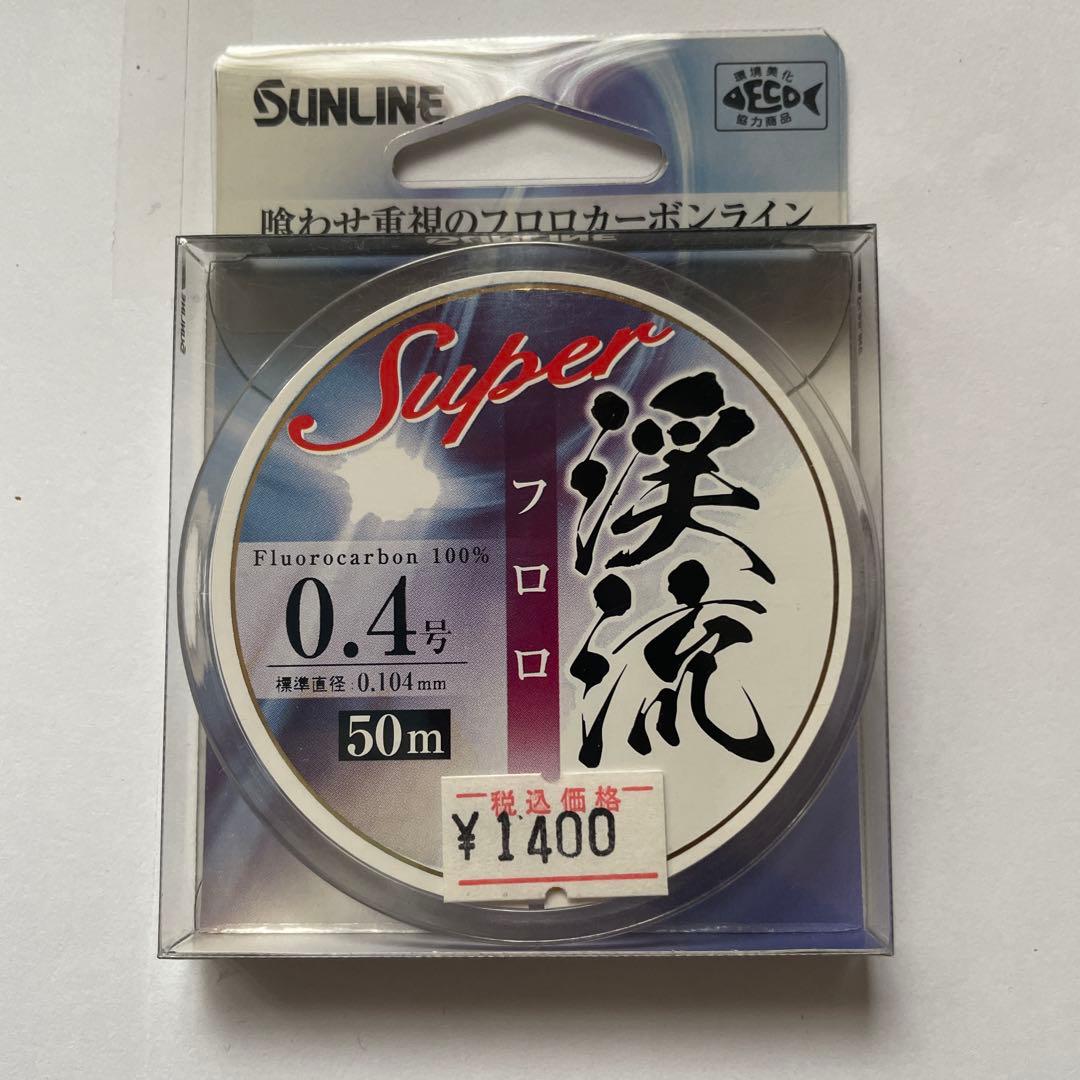 SUNLINE
環境美化
DECO
協力商品
喰わせ重視のフロロカーボンライン
Super
渓流
フロロ
Fluorocarbon 100%
0.4号
標準直径:0.104mm
50m
税込価格
¥1400